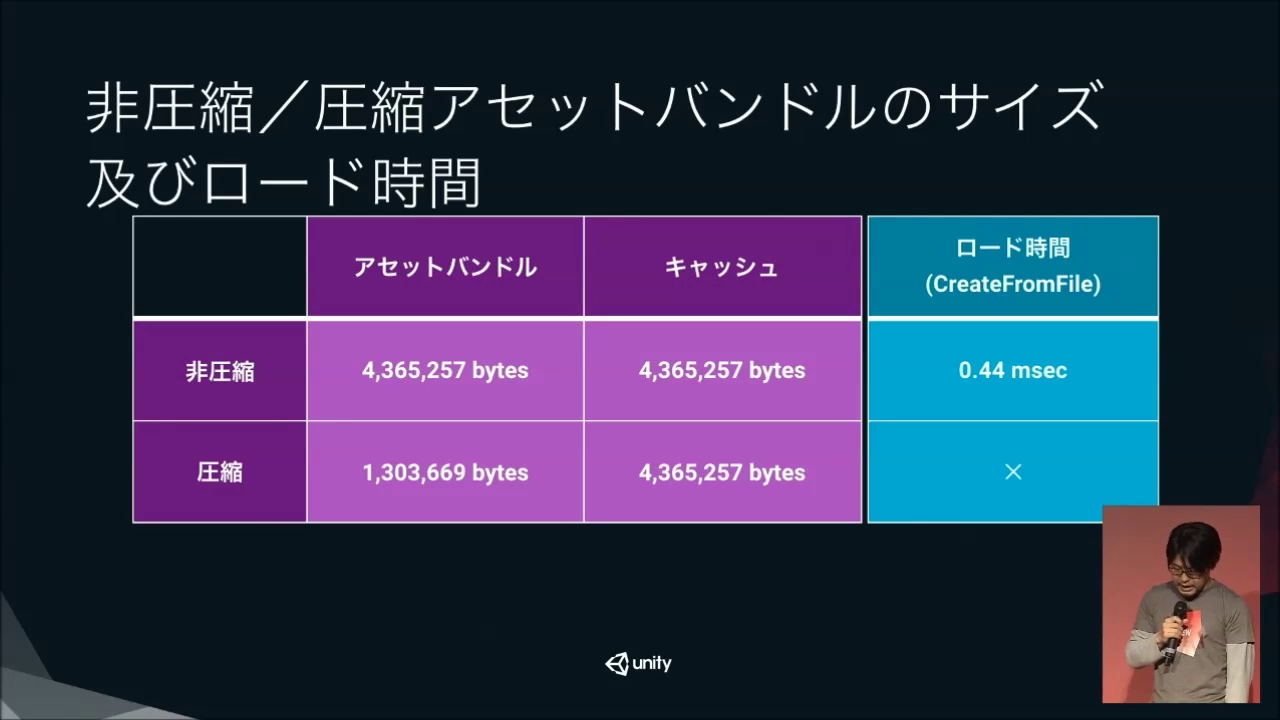 非圧縮／圧縮アセットバンドルのサイズ
及びロード時間
アセットバンドル
キャッシュ
ロード時間
(CreateFromFile)
非圧縮
4,365,257 bytes
4,365,257 bytes
0.44 msec
圧縮
1,303,669 bytes
4,365,257 bytes
×
unity